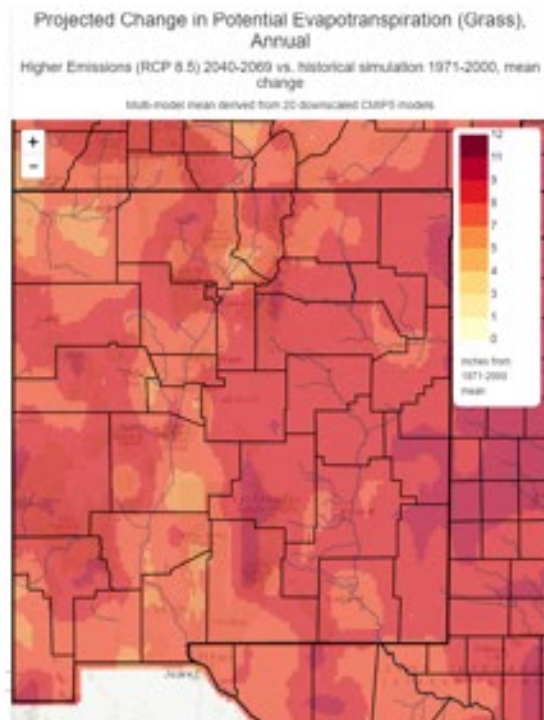 Projected Change in Potential Evapotranspiration (Grass),
Annual
Higher Emissions (RCP 8.5) 2040-2069 vs. historical simulation 1971-2000, mean
change
Multi-model mean derived from 20 downscaled CMIP5 models
+
−
12
11
9
8
7
5
4
3
1
0
inches from
1971-2000
mean
Juárez